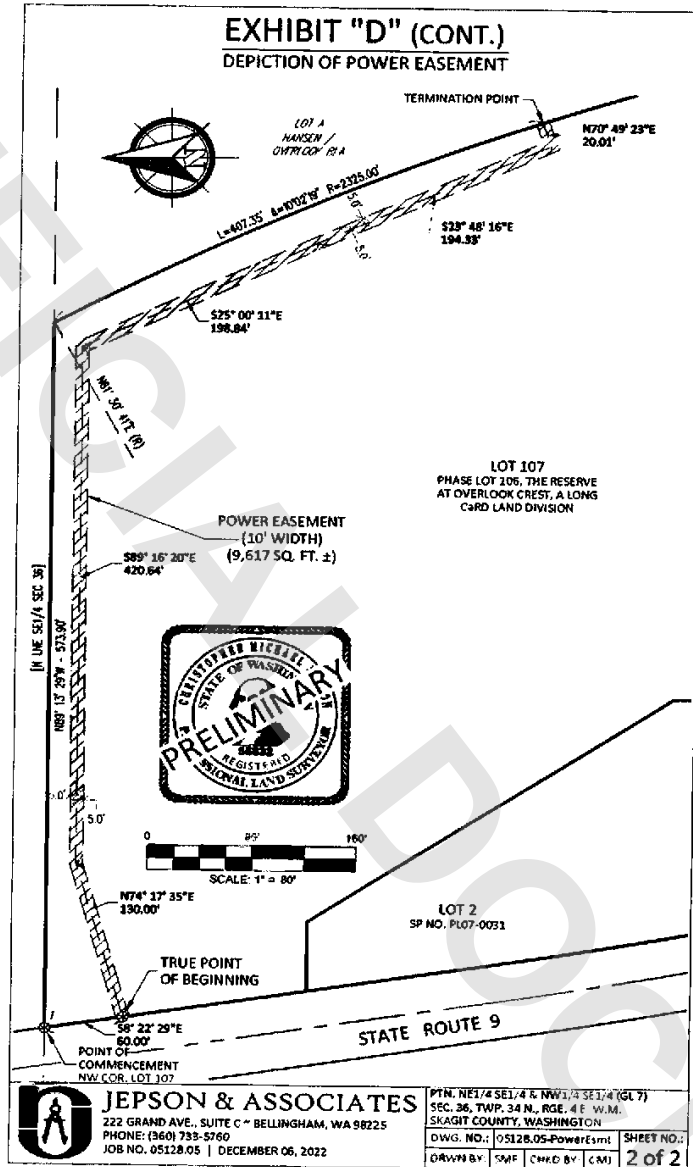 EXHIBIT "D" (CONT.)
DEPICTION OF POWER EASEMENT
TERMINATION POINT
N70° 49' 23"E
20.01'
LOT A
HANSEN /
L=407.35' Δ=10°02'19" R=2325.00'
5.0'
5.0'
S23° 48' 16"E
194.33'
S25° 00' 11"E
198.84'
N81° 30' 41"E (R)
LOT 107
PHASE LOT 106, THE RESERVE
AT OVERLOOK CREST, A LONG
CaRD LAND DIVISION
POWER EASEMENT
(10' WIDTH)
(9,617 SQ. FT. ±)
S89° 16' 20"E
420.64'
[N LINE SE1/4 SEC 36]
N89° 13' 29"W - 573.90'
CHRISTOPHER MICHAEL
STATE OF WASHINGTON
PRELIMINARY
REGISTERED
PROFESSIONAL LAND SURVEYOR
5.0'
0 80' 160'
SCALE: 1" = 80'
N74° 17' 35"E
130.00'
LOT 2
SP NO. PL07-0031
TRUE POINT
OF BEGINNING
S8° 22' 29"E
60.00'
STATE ROUTE 9
POINT OF
COMMENCEMENT
NW COR. LOT 107
JEPSON & ASSOCIATES
222 GRAND AVE., SUITE C ~ BELLINGHAM, WA 98225
PHONE: (360) 733-5760
JOB NO. 05128.05 | DECEMBER 06, 2022
PTN. NE1/4 SE1/4 & NW1/4 SE1/4 (GL 7)
SEC. 36, TWP. 34 N., RGE. 4 E. W.M.
SKAGIT COUNTY, WASHINGTON
DWG. NO.: 05128.05-PowerEsmt
SHEET NO.:
DRWN BY: SMF CHKD BY: CMJ
2 of 2